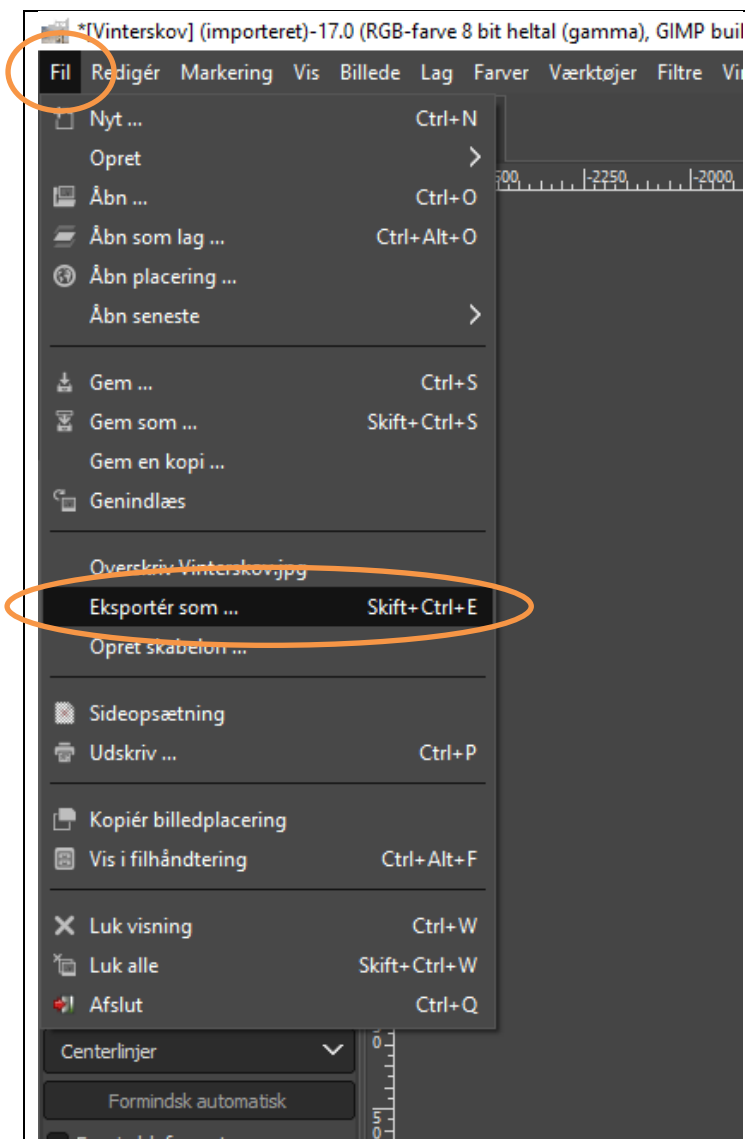 *[Vinterskov] (importeret)-17.0 (RGB-farve 8 bit heltal (gamma), GIMP buil
Fil Redigér Markering Vis Billede Lag Farver Værktøjer Filtre Vi
Nyt ... Ctrl+N
Opret
-2250 -2000
Åbn ... Ctrl+O
Åbn som lag ... Ctrl+Alt+O
Åbn placering ...
Åbn seneste
Gem ... Ctrl+S
Gem som ... Skift+Ctrl+S
Gem en kopi ...
Genindlæs
Overskriv Vinterskov.jpg
Eksportér som ... Skift+Ctrl+E
Opret skabelon ...
Sideopsætning
Udskriv ... Ctrl+P
Kopiér billedplacering
Vis i filhåndtering Ctrl+Alt+F
Luk visning Ctrl+W
Luk alle Skift+Ctrl+W
Afslut Ctrl+Q
Centerlinjer
Formindsk automatisk